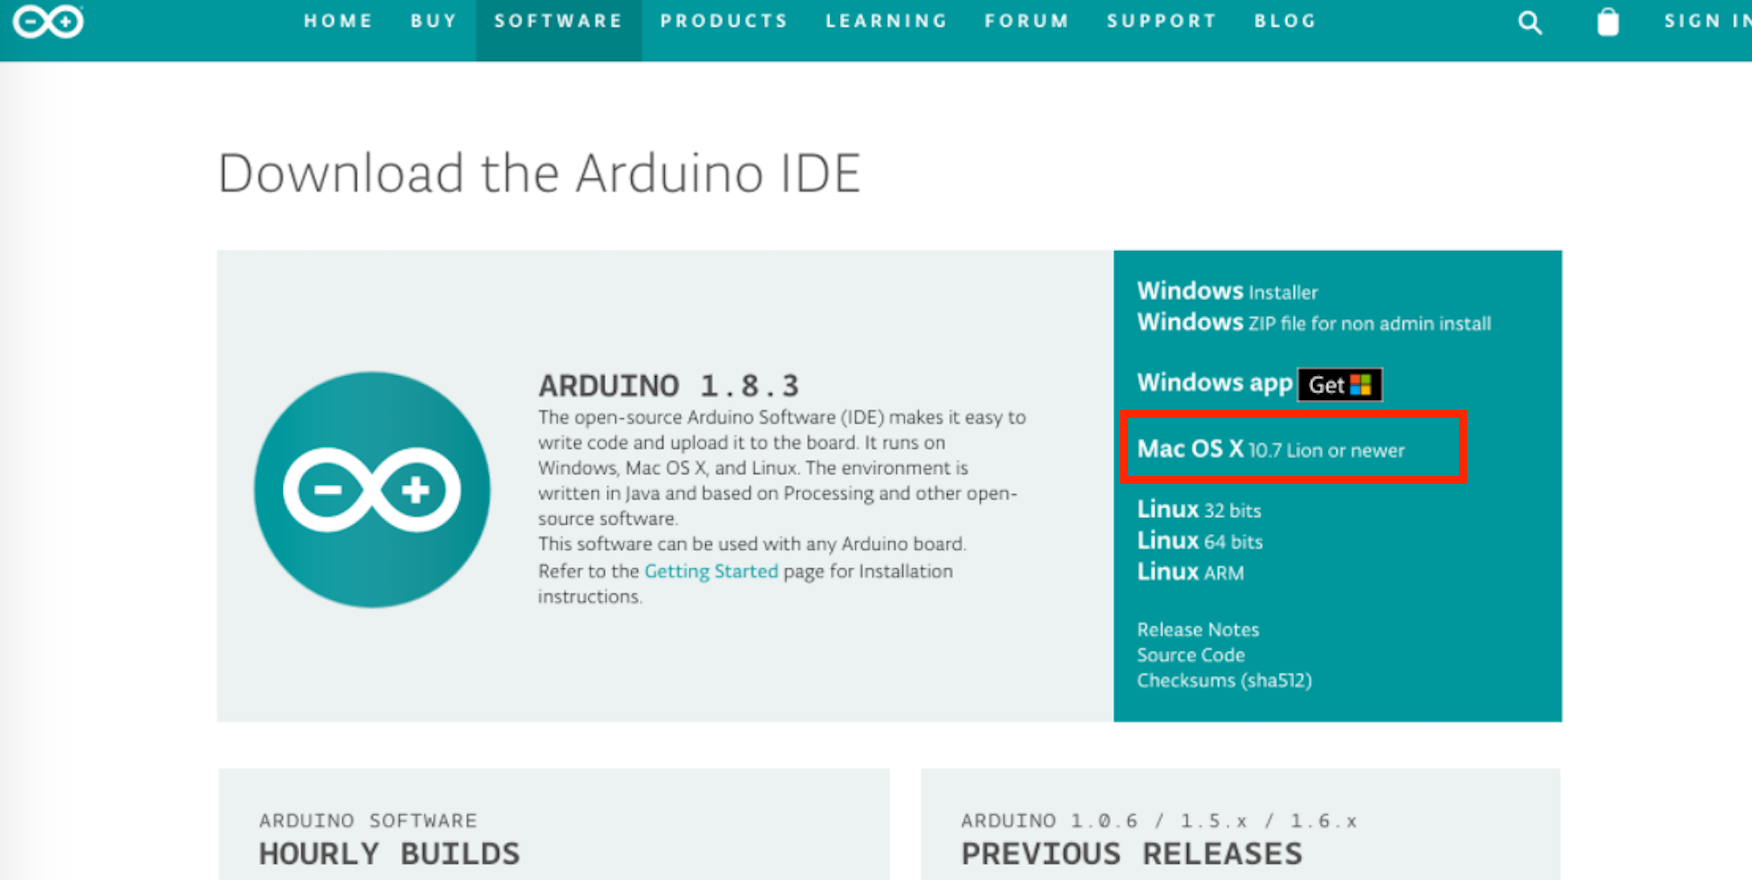 HOME BUY SOFTWARE PRODUCTS LEARNING FORUM SUPPORT BLOG SIGN IN
Download the Arduino IDE
ARDUINO 1.8.3
The open-source Arduino Software (IDE) makes it easy to
write code and upload it to the board. It runs on
Windows, Mac OS X, and Linux. The environment is
written in Java and based on Processing and other open-
source software.
This software can be used with any Arduino board.
Refer to the Getting Started page for Installation
instructions.
Windows Installer
Windows ZIP file for non admin install
Windows app Get
Mac OS X 10.7 Lion or newer
Linux 32 bits
Linux 64 bits
Linux ARM
Release Notes
Source Code
Checksums (sha512)
ARDUINO SOFTWARE
HOURLY BUILDS
ARDUINO 1.0.6 / 1.5.x / 1.6.x
PREVIOUS RELEASES